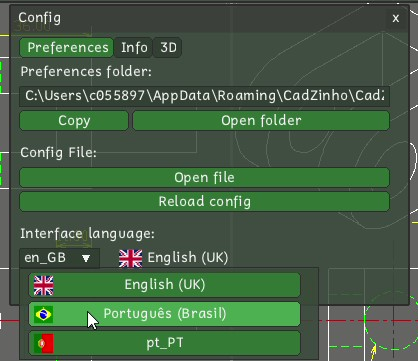 Config
x
Preferences Info 3D
Preferences folder:
C:\Users\c055897\AppData\Roaming\CadZinho\CadZ
Copy Open folder
Config File:
Open file
Reload config
Interface language:
en_GB ▼ English (UK)
English (UK)
Português (Brasil)
pt_PT